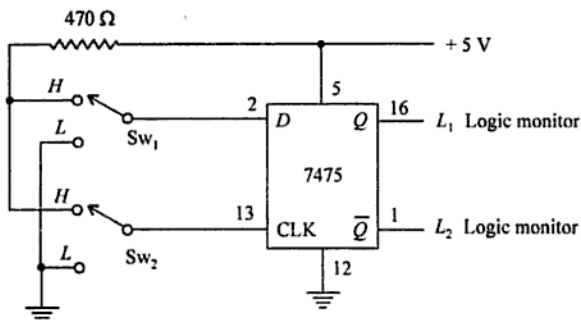 470 Ω
+ 5 V
H
5
2
16
L
Sw₁
D
Q
L₁ Logic monitor
7475
H
13
1
CLK
Q̅
L₂ Logic monitor
L
Sw₂
12